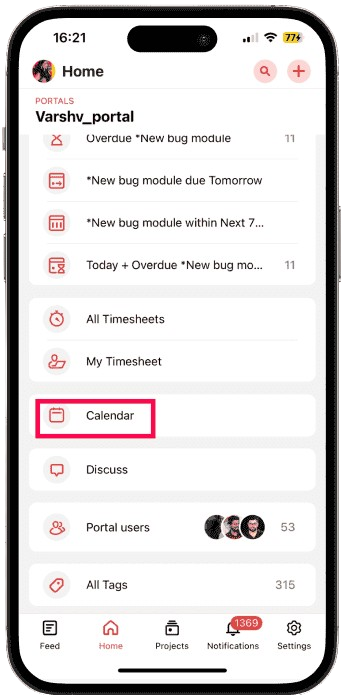 16:21
77
Home
PORTALS
Varshv_portal
Overdue *New bug module 11
*New bug module due Tomorrow
*New bug module within Next 7...
Today + Overdue *New bug mo... 11
All Timesheets
My Timesheet
Calendar
Discuss
Portal users 53
All Tags 315
1369
Feed Home Projects Notifications Settings